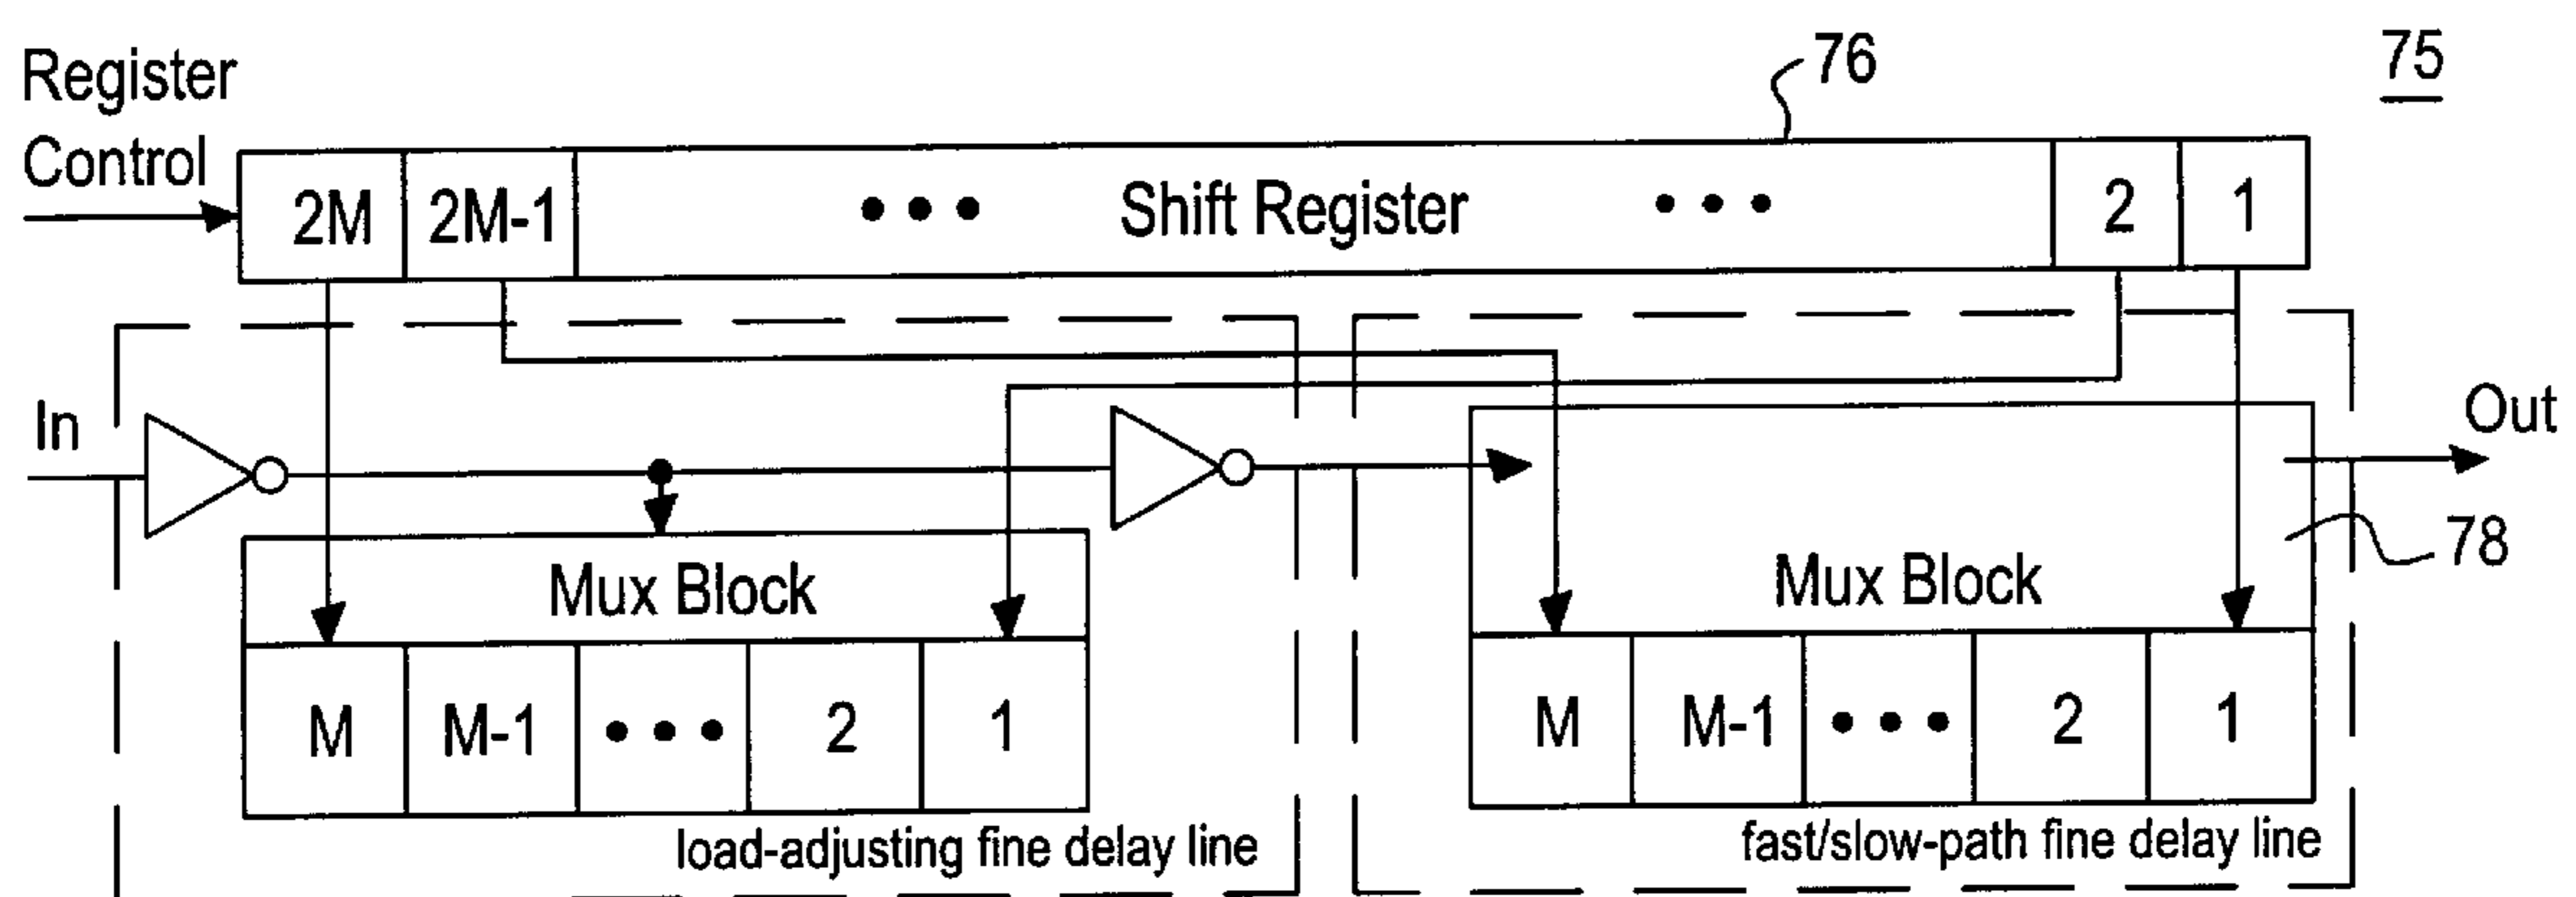 76
75
Register
Control
2M 2M-1 ••• Shift Register ••• 2 1
In
Out
78
Mux Block
Mux Block
M M-1 ••• 2 1
M M-1 ••• 2 1
load-adjusting fine delay line
fast/slow-path fine delay line